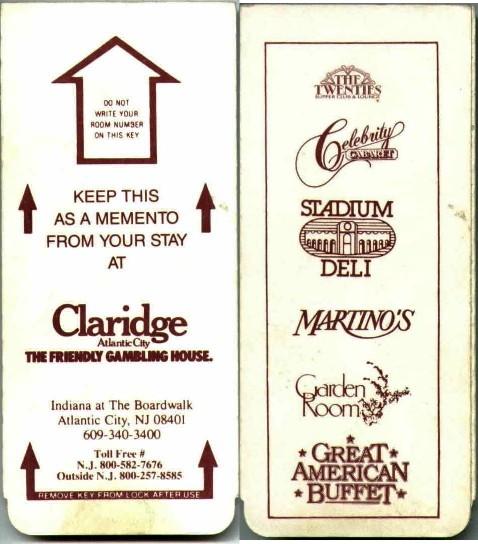 DO NOT
WRITE YOUR
ROOM NUMBER
ON THIS KEY
KEEP THIS
AS A MEMENTO
FROM YOUR STAY
AT
Claridge
Atlantic City
THE FRIENDLY GAMBLING HOUSE.
Indiana at The Boardwalk
Atlantic City, NJ 08401
609-340-3400
Toll Free #
N.J. 800-582-7676
Outside N.J. 800-257-8585
REMOVE KEY FROM LOCK AFTER USE
THE
TWENTIES
SUPPER CLUB & LOUNGE
Celebrity
CABARET
STADIUM
DELI
MARTINO'S
Garden
Room
GREAT
AMERICAN
BUFFET